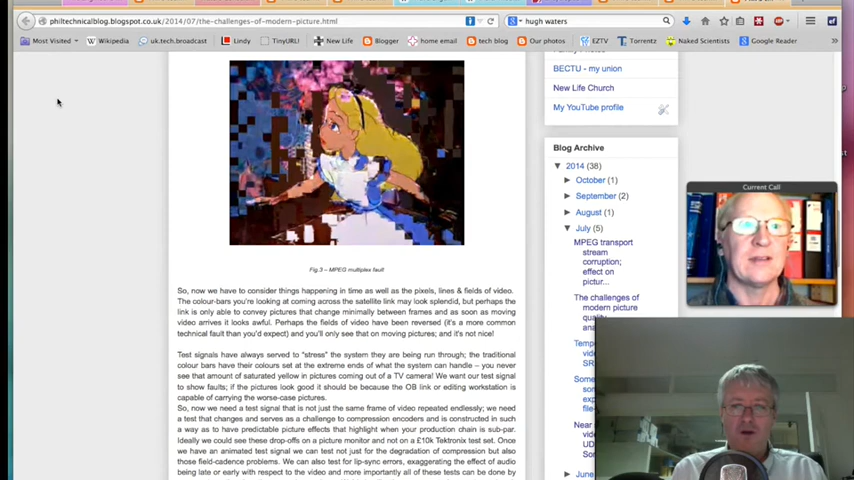 philtechnicalblog.blogspot.co.uk/2014/07/the-challenges-of-modern-picture.html
hugh waters
Most Visited
Wikipedia
uk.tech.broadcast
Lindy
TinyURL!
New Life
Blogger
home email
tech blog
Our photos
EZTV
Torrentz
Naked Scientists
Google Reader
Fig 3 – MPEG multiplex fault
So, now we have to consider things happening in time as well as the pixels, lines & fields of video.
The colour-bars you're looking at coming across the satellite link may look splendid, but perhaps the
link is only able to convey pictures that change minimally between frames and as soon as moving
video arrives it looks awful. Perhaps the fields of video have been reversed (it's a more common
technical fault than you'd expect) and you'll only see that on moving pictures; and it's not nice!
Test signals have always served to "stress" the system they are being run through; the traditional
colour bars have their colours set at the extreme ends of what the system can handle – you never
see that amount of saturated yellow in pictures coming out of a TV camera! We want our test signal
to show faults; if the pictures look good it should be because the OB link or editing workstation is
capable of carrying the worse-case pictures.
So, now we need a test signal that is not just the same frame of video repeated endlessly; we need
a test that changes and serves as a challenge to compression encoders and is constructed in such
a way as to have predictable picture effects that highlight when your production chain is sub-par.
Ideally we could see these drop-offs on a picture monitor and not on a £10k Tektronix test set. Once
we have an animated test signal we can test not just for the degradation of compression but also
those field-cadence problems. We can also test for lip-sync errors, exaggerating the effect of audio
being late or early with respect to the video and more importantly all of these tests can be done by
BECTU - my union
New Life Church
My YouTube profile
Blog Archive
▼ 2014 (38)
► October (1)
► September (2)
► August (1)
▼ July (5)
MPEG transport
stream
corruption;
effect on
pictur...
The challenges
of modern
picture
Current Call